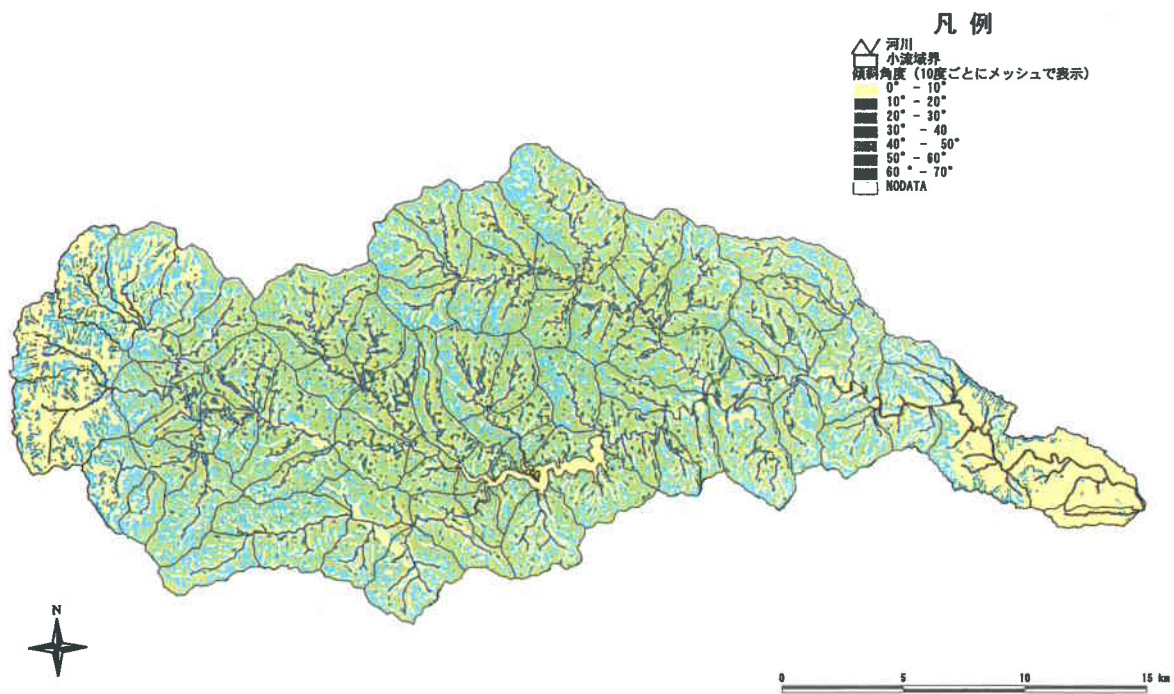 凡 例
河川
小流域界
傾斜角度 (10度ごとにメッシュで表示)
0° - 10°
10° - 20°
20° - 30°
30° - 40
40° - 50°
50° - 60°
60 ° - 70°
NODATA
N
0 5 10 15 km